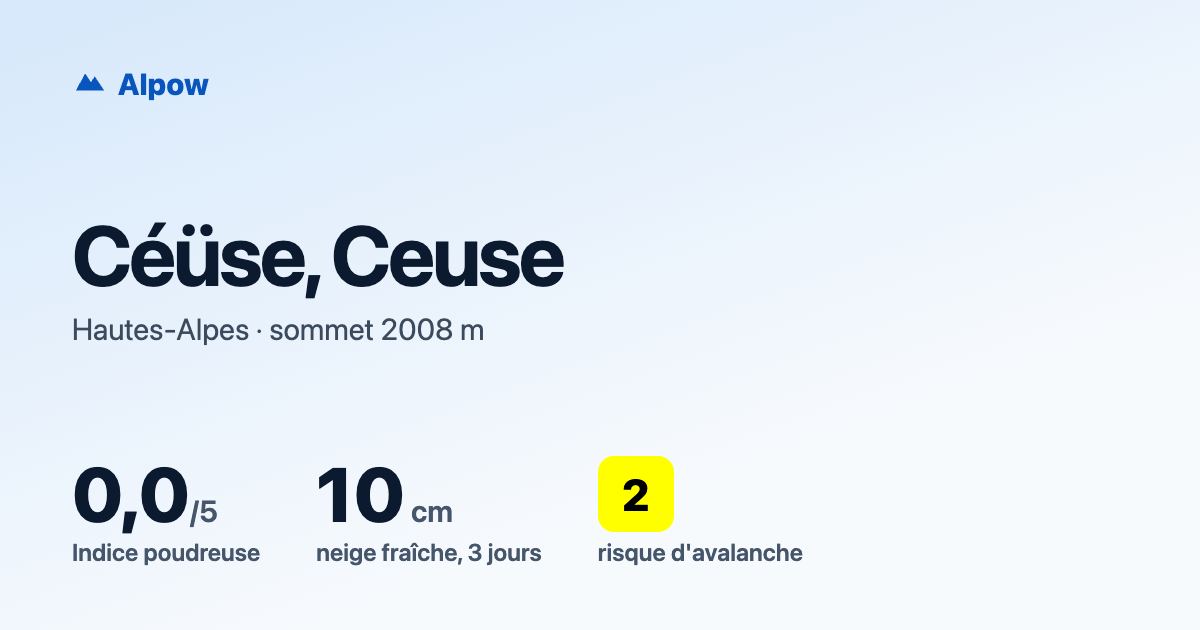 Alpow
Céüse, Ceuse
Hautes-Alpes · sommet 2008 m
0,0/5
Indice poudreuse
10 cm
neige fraîche, 3 jours
2
risque d'avalanche